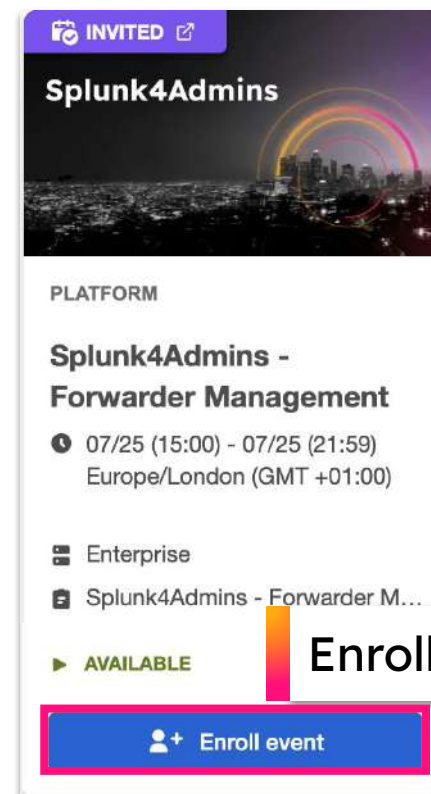 INVITED
Splunk4Admins
PLATFORM
Splunk4Admins -
Forwarder Management
07/25 (15:00) - 07/25 (21:59)
Europe/London (GMT +01:00)
Enterprise
Splunk4Admins - Forwarder M...
AVAILABLE
Enroll
Enroll event